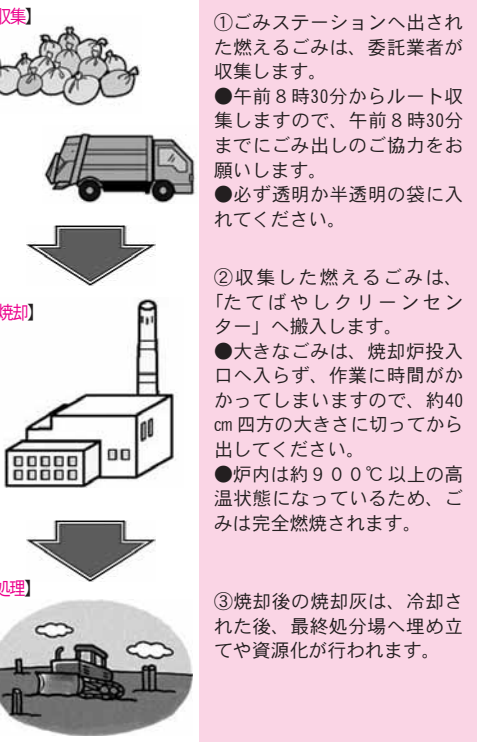 収集】
①ごみステーションへ出され
た燃えるごみは、委託業者が
収集します。
●午前８時30分からルート収
集しますので、午前８時30分
までにごみ出しのご協力をお
願いします。
●必ず透明か半透明の袋に入
れてください。
焼却】
②収集した燃えるごみは、
「たてばやしクリーンセン
ター」へ搬入します。
●大きなごみは、焼却炉投入
口へ入らず、作業に時間がか
かってしまいますので、約40
㎝四方の大きさに切ってから
出してください。
●炉内は約９００℃以上の高
温状態になっているため、ご
みは完全燃焼されます。
処理】
③焼却後の焼却灰は、冷却さ
れた後、最終処分場へ埋め立
てや資源化が行われます。